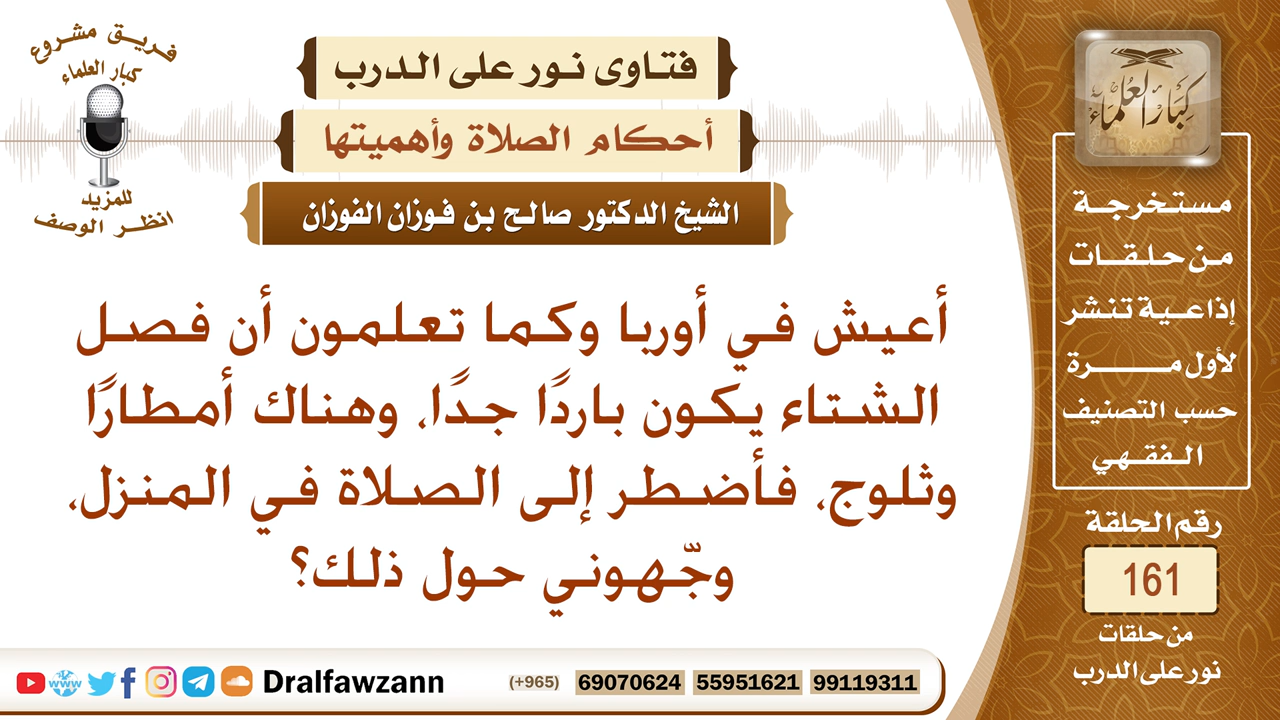 فريق مشروع
كبار العلماء
للمزيد
انظر الوصف
فتاوى نور على الدرب
أحكام الصلاة وأهميتها
الشيخ الدكتور صالح بن فوزان الفوزان
أعيش في أوربا وكما تعلمون أن فصل
الشتاء يكون باردًا جدًا، وهناك أمطارًا
وثلوج، فأضطر إلى الصلاة في المنزل،
وجّهوني حول ذلك؟
كبار العلماء
مستخرجة
من حلقات
إذاعية تنشر
لأول مرة
حسب التصنيف
الفقهي
رقم الحلقة
161
من حلقات
نور على الدرب
www Dralfawzann (+965) 69070624 55951621 99119311